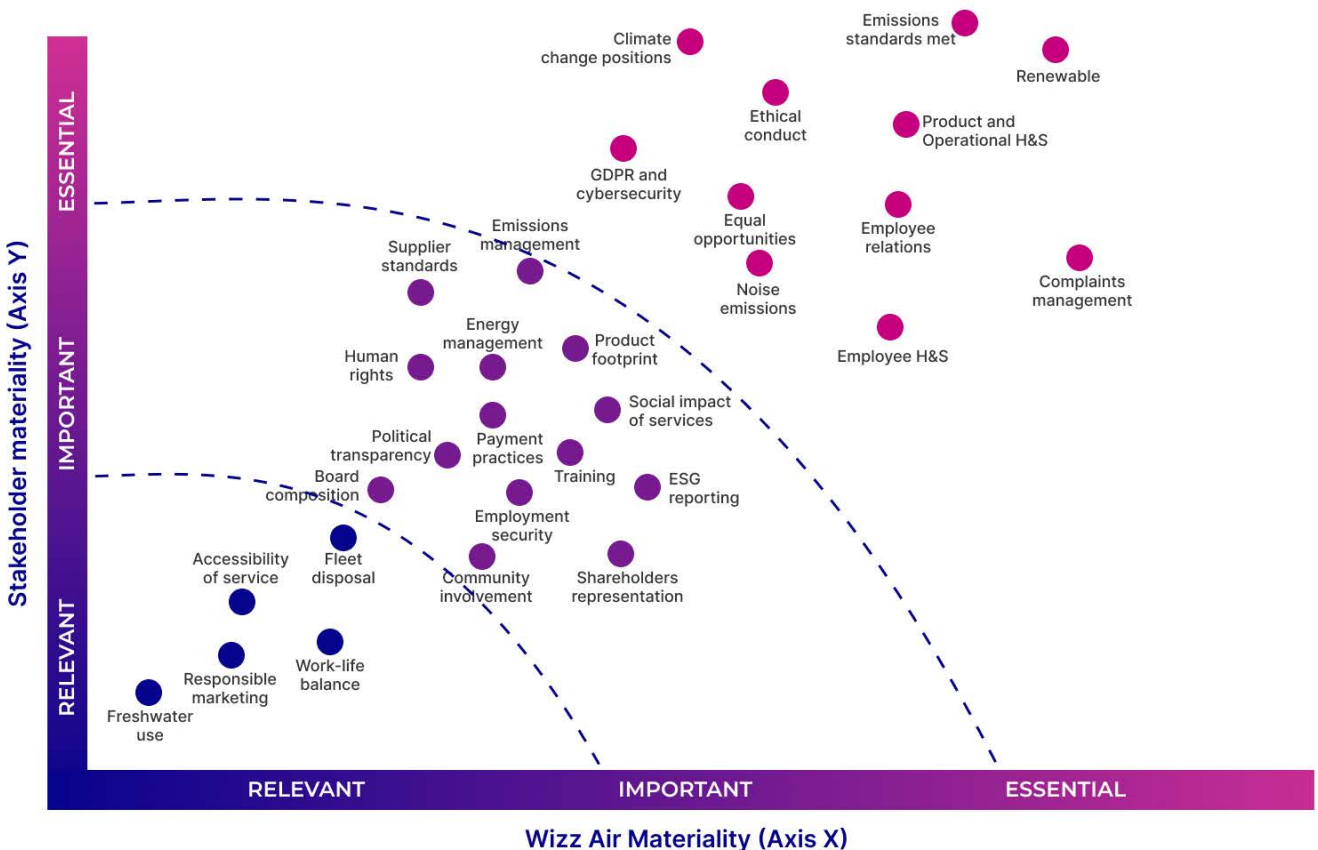 Stakeholder materiality (Axis Y)
ESSENTIAL
IMPORTANT
RELEVANT
Climate
change positions
Emissions
standards met
Renewable
Ethical
conduct
Product and
Operational H&S
GDPR and
cybersecurity
Equal
opportunities
Employee
relations
Noise
emissions
Complaints
management
Employee H&S
Emissions
management
Supplier
standards
Energy
management
Product
footprint
Human
rights
Social impact
of services
Political
transparency
Payment
practices
Training
Board
composition
ESG
reporting
Employment
security
Community
involvement
Shareholders
representation
Accessibility
of service
Fleet
disposal
Responsible
marketing
Work-life
balance
Freshwater
use
RELEVANT
IMPORTANT
ESSENTIAL
Wizz Air Materiality (Axis X)